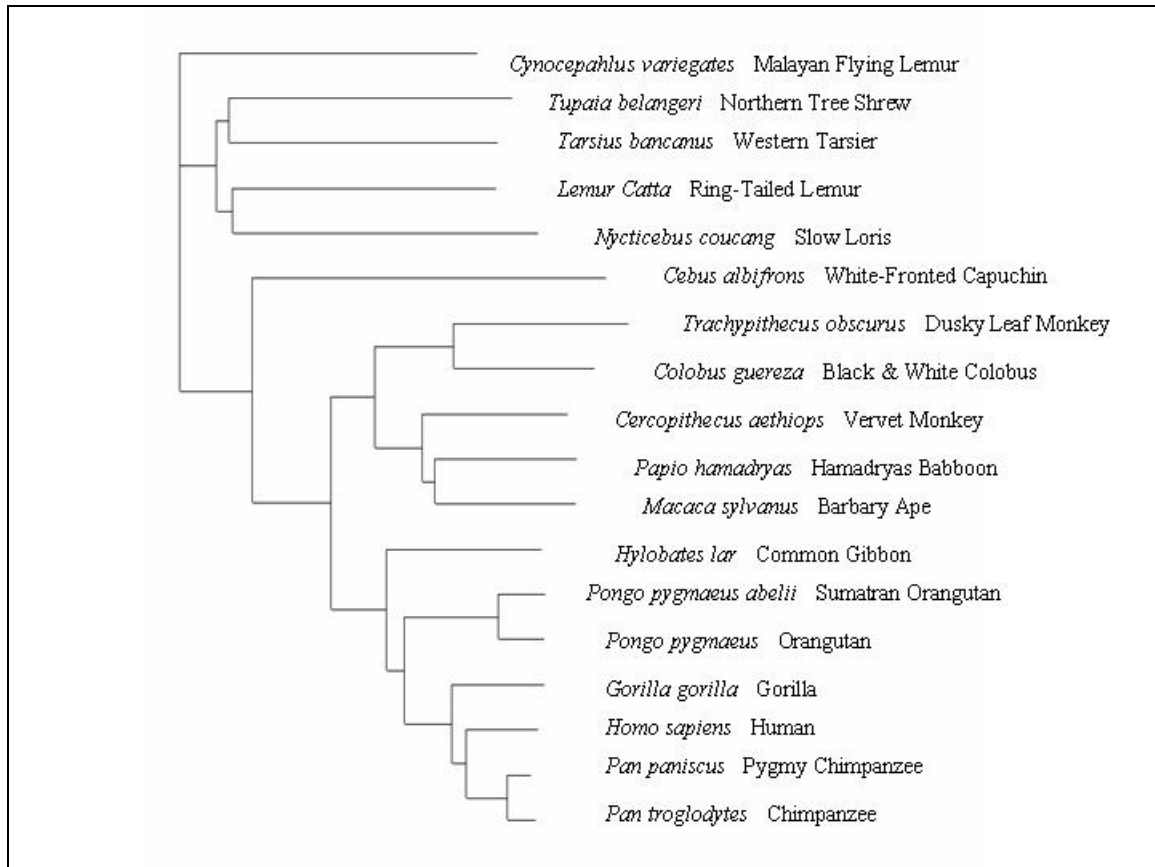 Cynocepahlus variegates Malayan Flying Lemur
Tupaia belangeri Northern Tree Shrew
Tarsius bancanus Western Tarsier
Lemur Catta Ring-Tailed Lemur
Nycticebus coucang Slow Loris
Cebus albifrons White-Fronted Capuchin
Trachypithecus obscurus Dusky Leaf Monkey
Colobus guereza Black & White Colobus
Cercopithecus aethiops Vervet Monkey
Papio hamadryas Hamadryas Babboon
Macaca sylvanus Barbary Ape
Hylobates lar Common Gibbon
Pongo pygmaeus abelii Sumatran Orangutan
Pongo pygmaeus Orangutan
Gorilla gorilla Gorilla
Homo sapiens Human
Pan paniscus Pygmy Chimpanzee
Pan troglodytes Chimpanzee